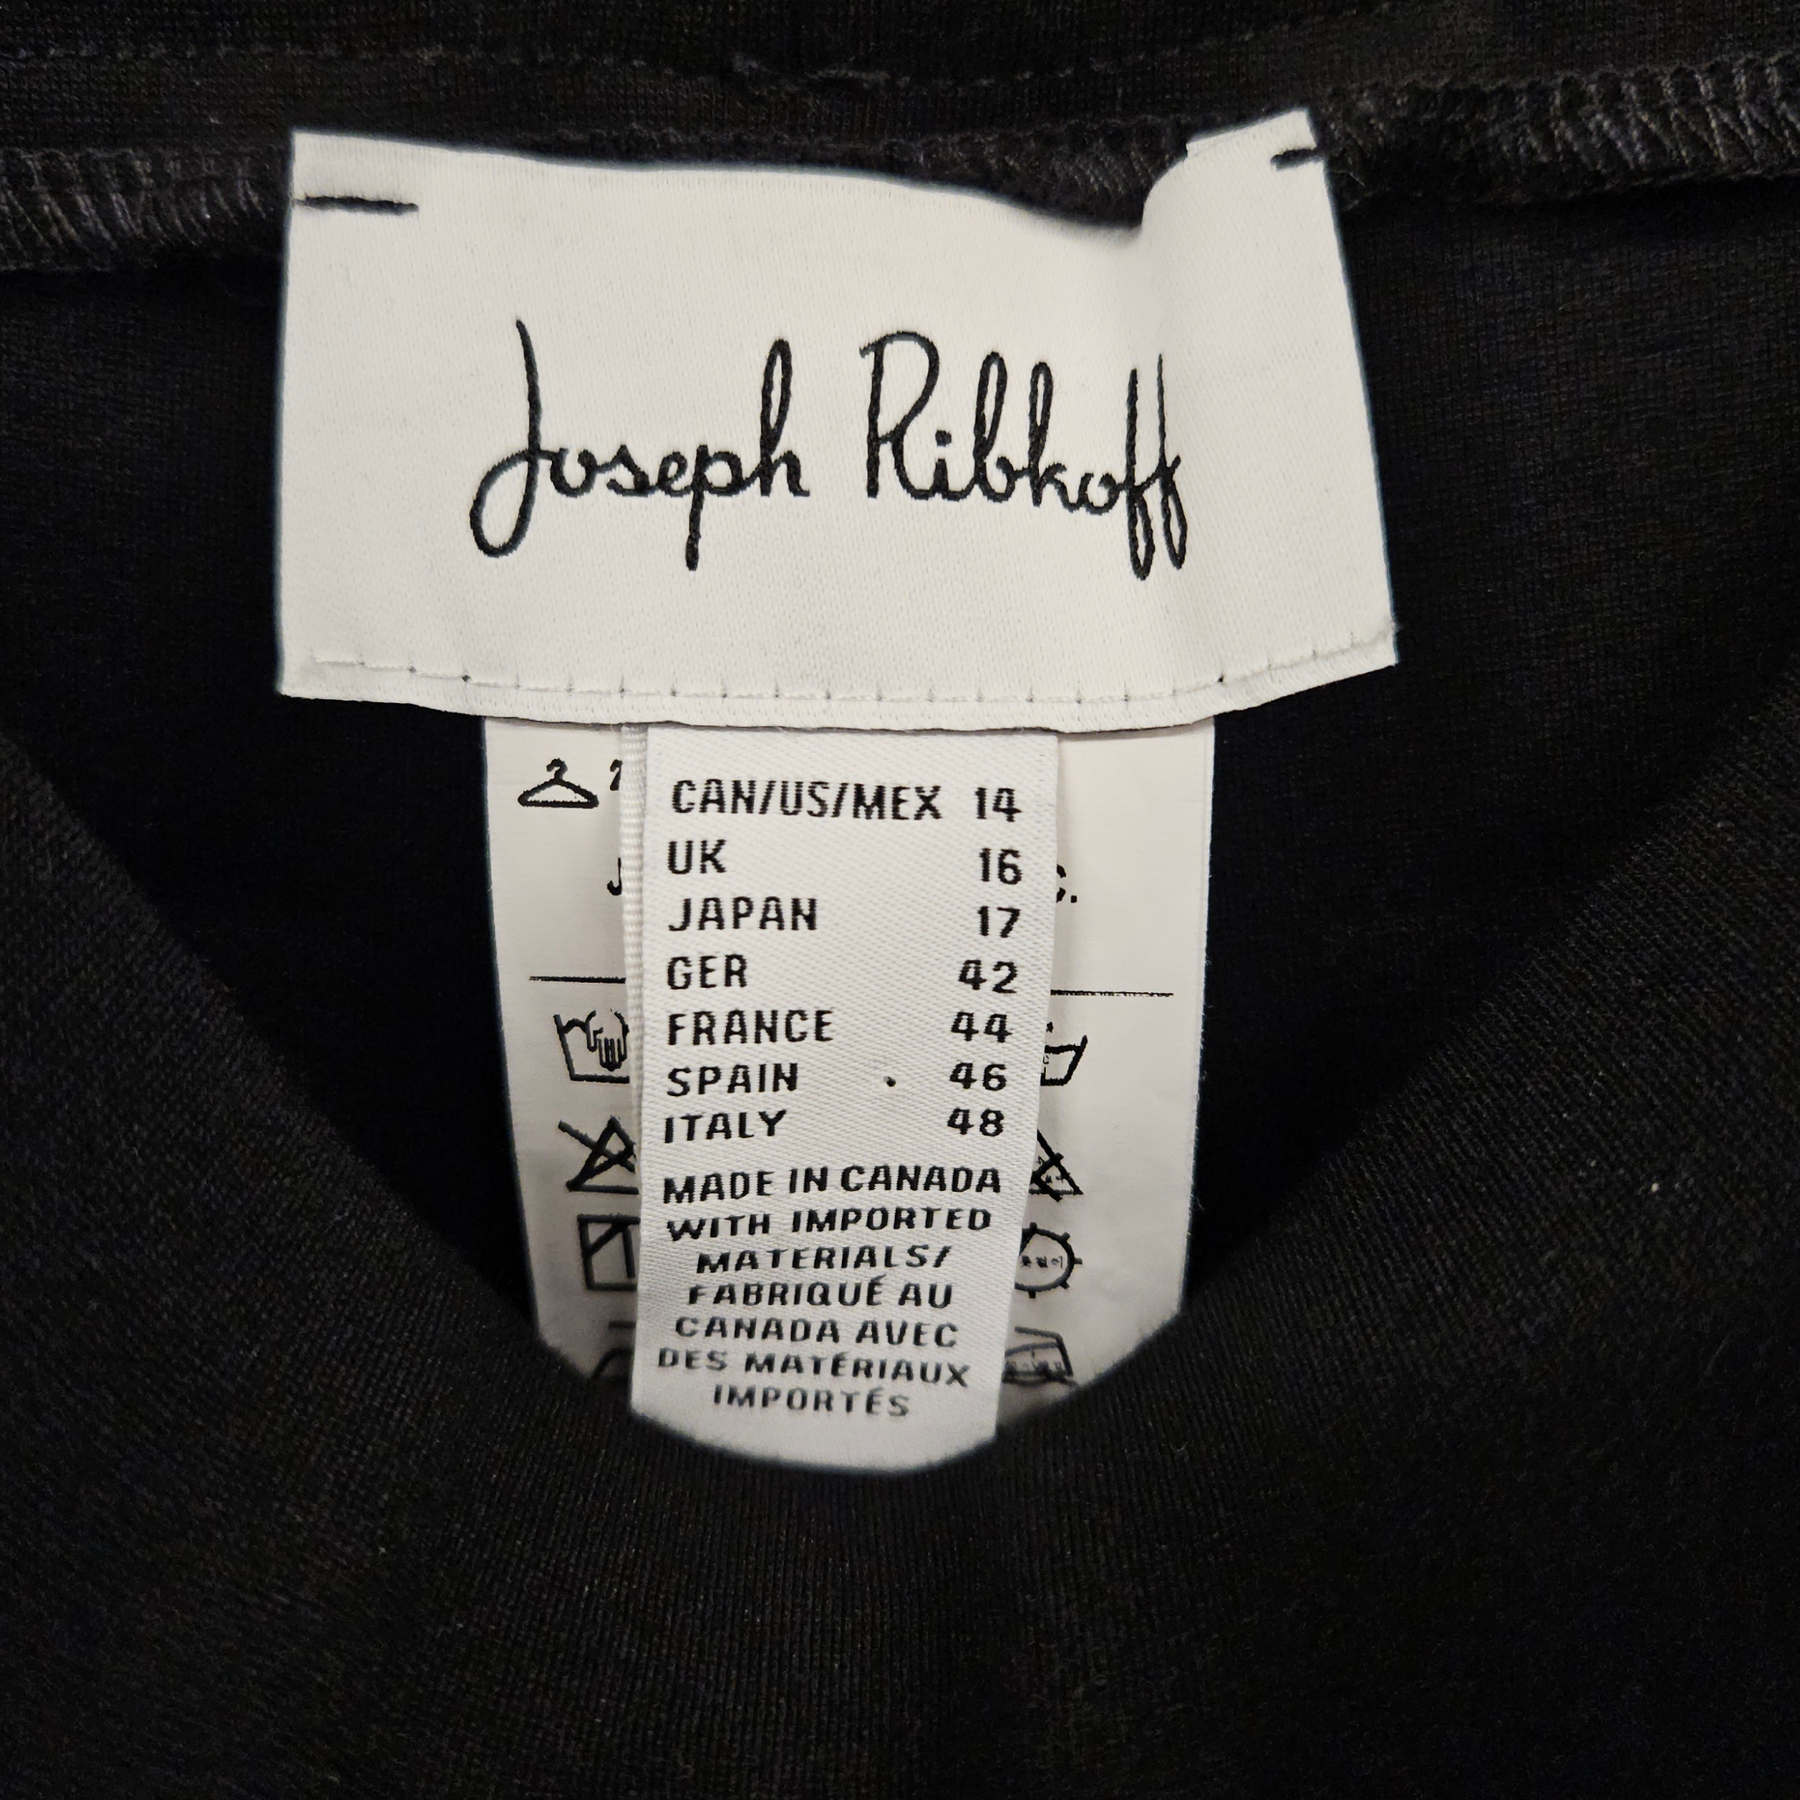 Joseph Ribkoff
CAN/US/MEX 14
UK 16
JAPAN 17
GER 42
FRANCE 44
SPAIN 46
ITALY 48
MADE IN CANADA
WITH IMPORTED
MATERIALS/
FABRIQUÉ AU
CANADA AVEC
DES MATÉRIAUX
IMPORTÉS